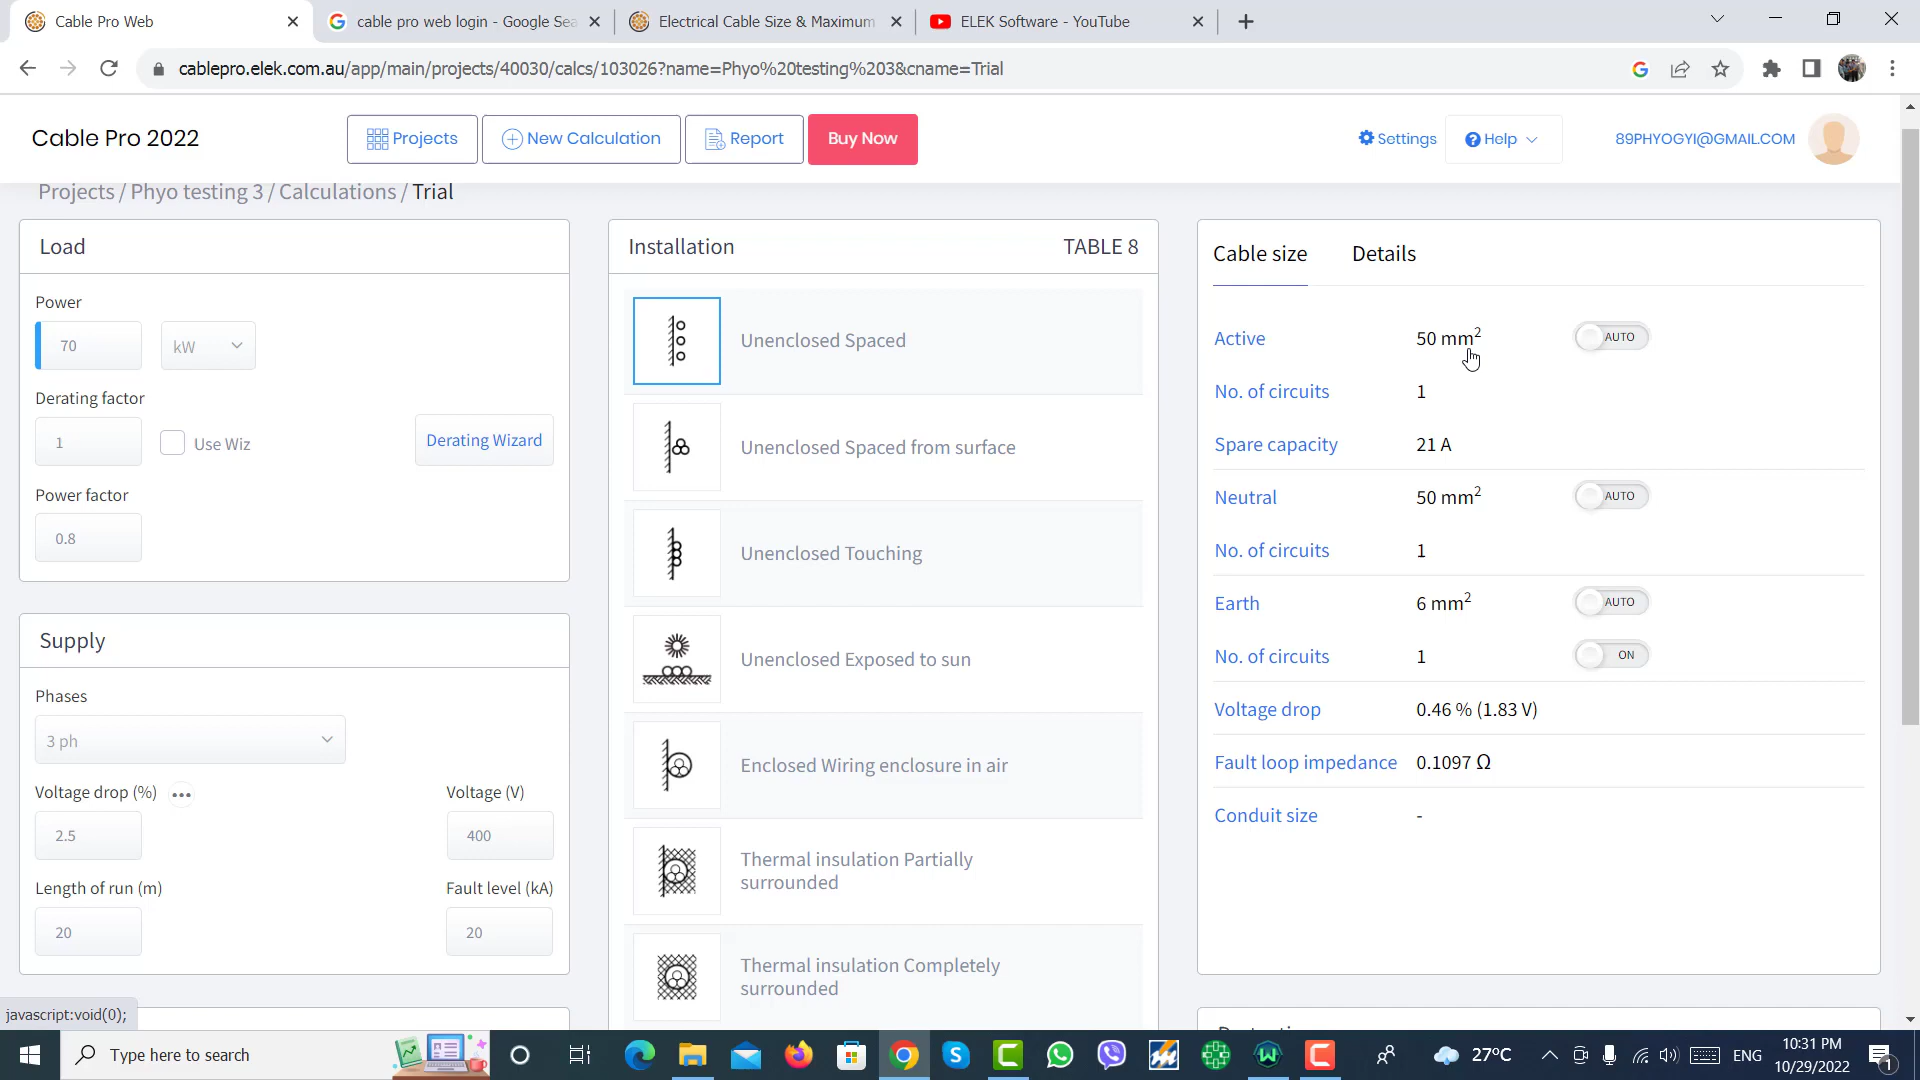 Cable Pro Web
cable pro web login - Google Sea
Electrical Cable Size & Maximum
ELEK Software - YouTube
cablepro.elek.com.au/app/main/projects/40030/calcs/103026?name=Phyo%20testing%203&cname=Trial
Cable Pro 2022
Projects
New Calculation
Report
Buy Now
Settings
Help
89PHYOGYI@GMAIL.COM
Projects / Phyo testing 3 / Calculations / Trial
Load
Power
70
kW
Derating factor
1
Use Wiz
Derating Wizard
Power factor
0.8
Supply
Phases
3 ph
Voltage drop (%)
Voltage (V)
2.5
400
Length of run (m)
Fault level (kA)
20
20
Installation
TABLE 8
Unenclosed Spaced
Unenclosed Spaced from surface
Unenclosed Touching
Unenclosed Exposed to sun
Enclosed Wiring enclosure in air
Thermal insulation Partially
surrounded
Thermal insulation Completely
surrounded
Cable size
Details
Active
50 mm²
AUTO
No. of circuits
1
Spare capacity
21 A
Neutral
50 mm²
AUTO
No. of circuits
1
Earth
6 mm²
AUTO
No. of circuits
1
ON
Voltage drop
0.46 % (1.83 V)
Fault loop impedance
0.1097 Ω
Conduit size
-
javascript:void(0);
Type here to search
27°C
ENG
10:31 PM
10/29/2022
1